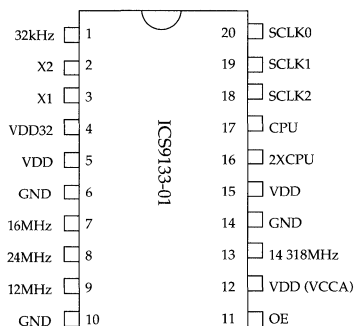 32kHz 1 20 SCLK0
X2 2 19 SCLK1
X1 3 18 SCLK2
VDD32 4 17 CPU
VDD 5 16 2XCPU
GND 6 15 VDD
16MHz 7 14 GND
24MHz 8 13 14 318MHz
12MHz 9 12 VDD (VCCA)
GND 10 11 OE
ICS9133-01